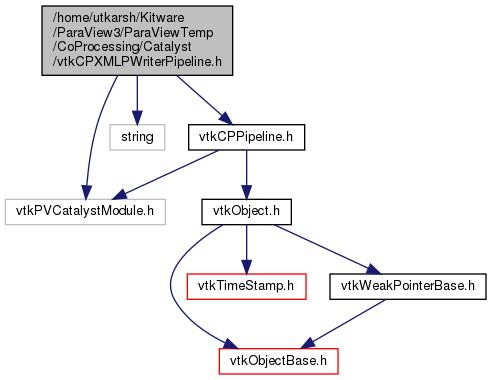 /home/utkarsh/Kitware
/ParaView3/ParaViewTemp
/CoProcessing/Catalyst
/vtkCPXMLPWriterPipeline.h
string
vtkCPPipeline.h
vtkPVCatalystModule.h
vtkObject.h
vtkTimeStamp.h
vtkWeakPointerBase.h
vtkObjectBase.h